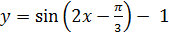 y = sin (2x − π/3) − 1